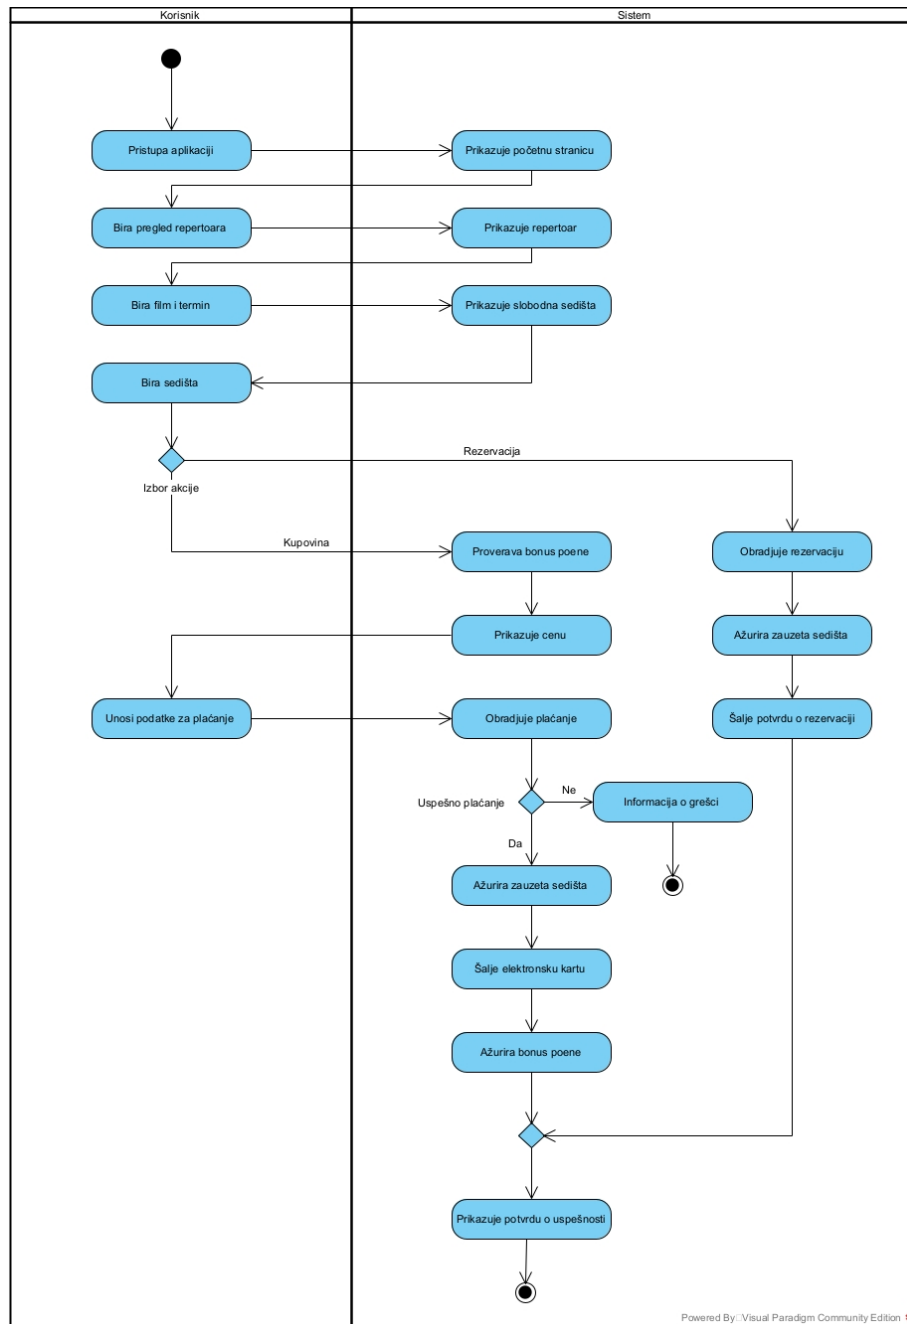 Korisnik
Sistem
Pristupa aplikaciji
Prikazuje početnu stranicu
Bira pregled repertoara
Prikazuje repertoar
Bira film i termin
Prikazuje slobodna sedišta
Bira sedišta
Rezervacija
Izbor akcije
Kupovina
Proverava bonus poene
Obradjuje rezervaciju
Prikazuje cenu
Ažurira zauzeta sedišta
Unosi podatke za plaćanje
Obradjuje plaćanje
Šalje potvrdu o rezervaciji
Uspešno plaćanje
Ne
Informacija o grešci
Da
Ažurira zauzeta sedišta
Šalje elektronsku kartu
Ažurira bonus poene
Prikazuje potvrdu o uspešnosti
Powered By Visual Paradigm Community Edition